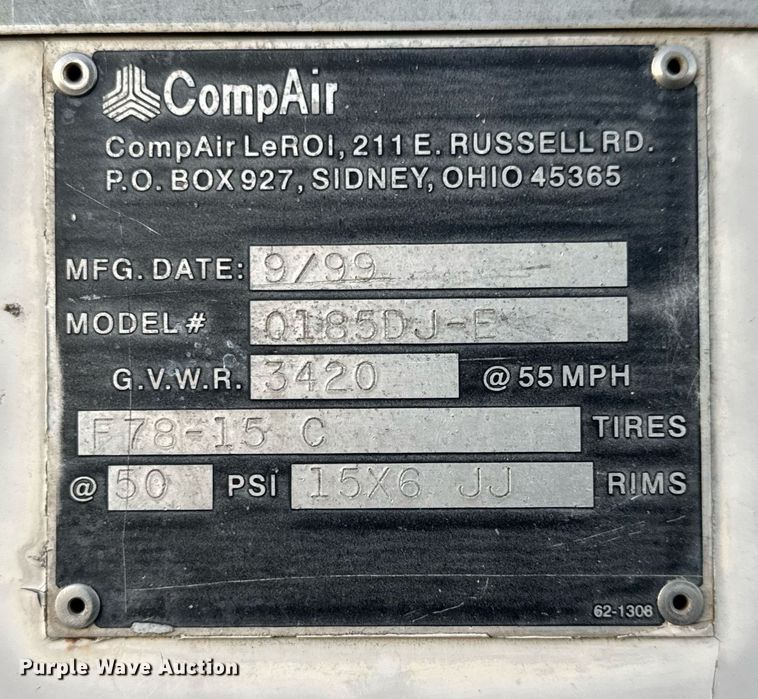 CompAir
CompAir LeROI, 211 E. RUSSELL RD.
P.O. BOX 927, SIDNEY, OHIO 45365
MFG. DATE: 9/99
MODEL # Q185DJ-E
G.V.W.R. 3420 @ 55 MPH
F78-15 C TIRES
@ 50 PSI 15X6 JJ RIMS
62-1308
Purple Wave Auction